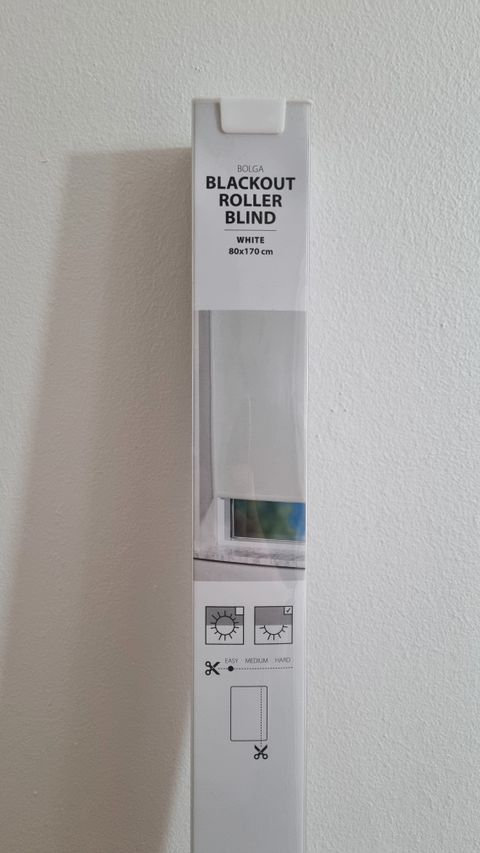 BOLGA
BLACKOUT
ROLLER
BLIND
WHITE
80x170 cm
EASY MEDIUM HARD